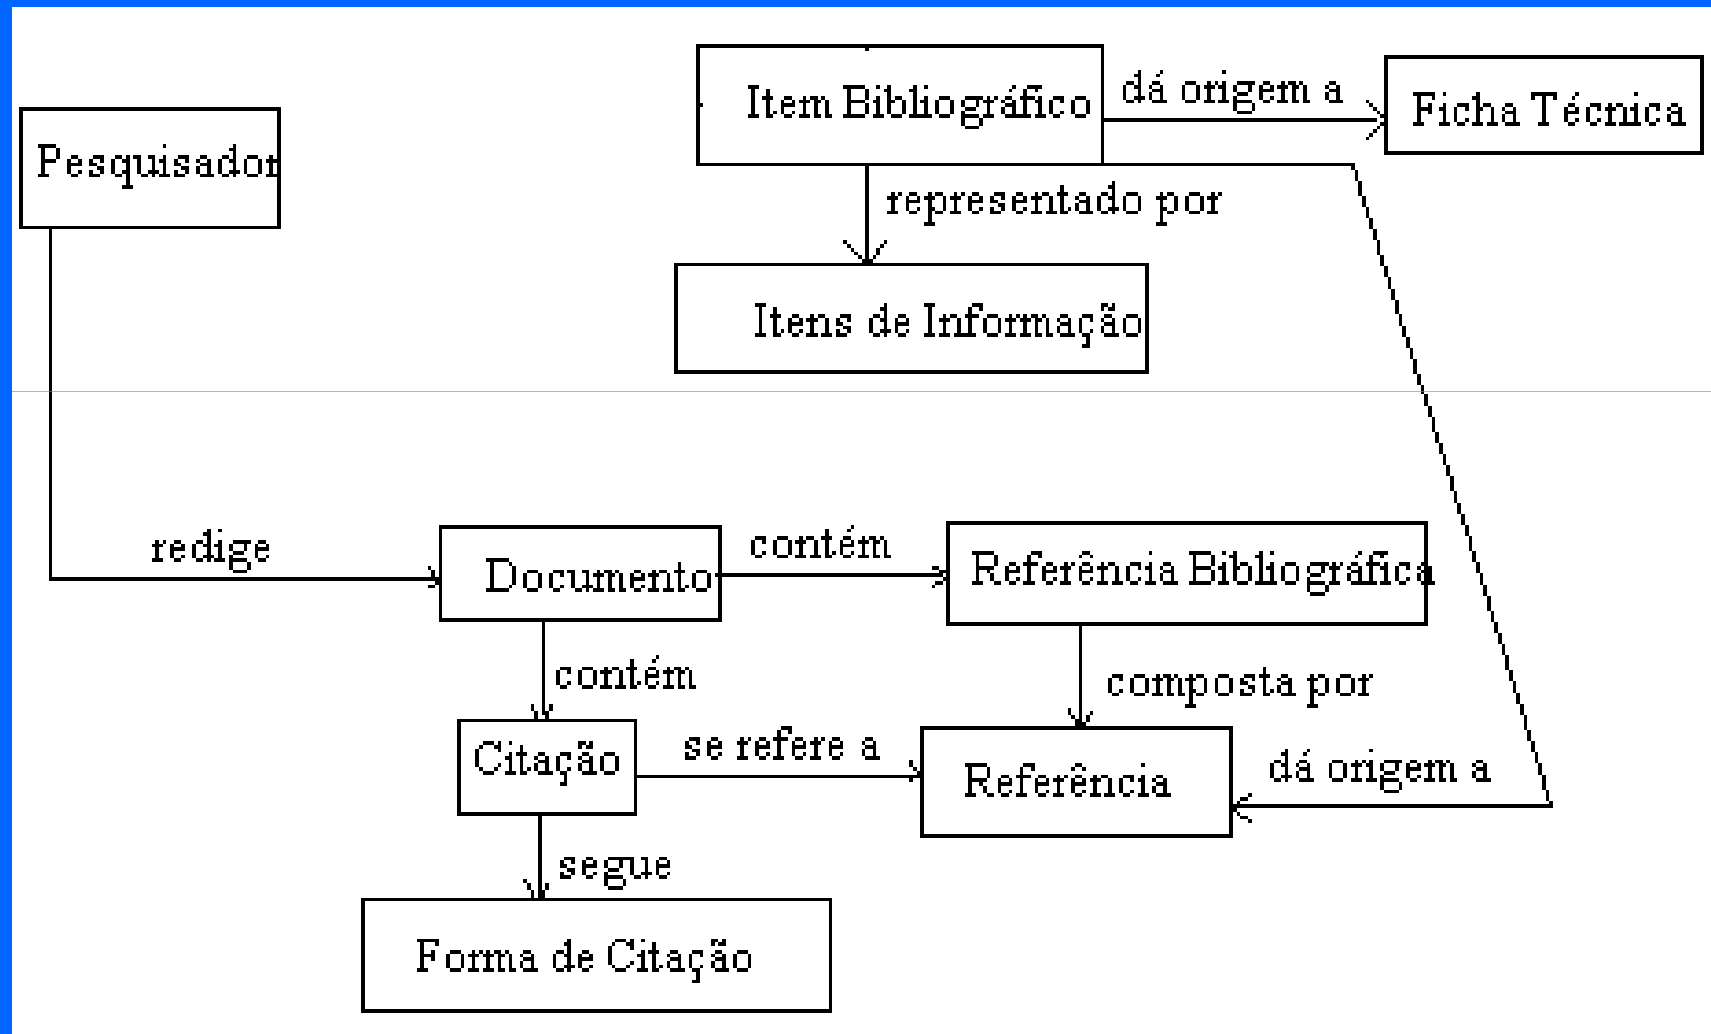 Item Bibliográfico
dá origem a
Ficha Técnica
Pesquisador
representado por
Itens de Informação
redige
Documento
contém
Referência Bibliográfica
contém
composta por
Citação
se refere a
Referência
dá origem a
segue
Forma de Citação